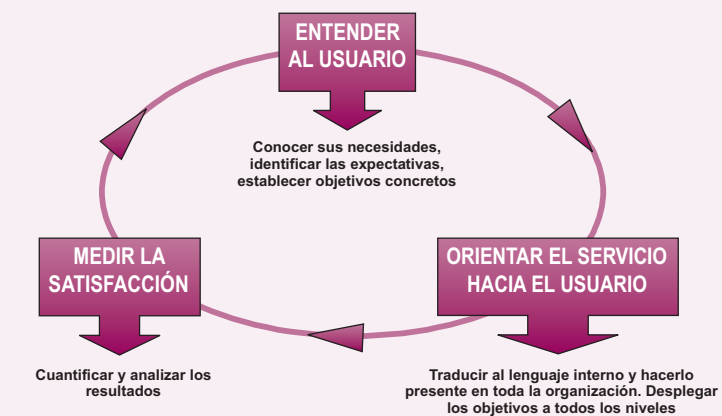 ENTENDER
AL USUARIO
Conocer sus necesidades,
identificar las expectativas,
establecer objetivos concretos
MEDIR LA
SATISFACCIÓN
Cuantificar y analizar los
resultados
ORIENTAR EL SERVICIO
HACIA EL USUARIO
Traducir al lenguaje interno y hacerlo
presente en toda la organización. Desplegar
los objetivos a todos los niveles